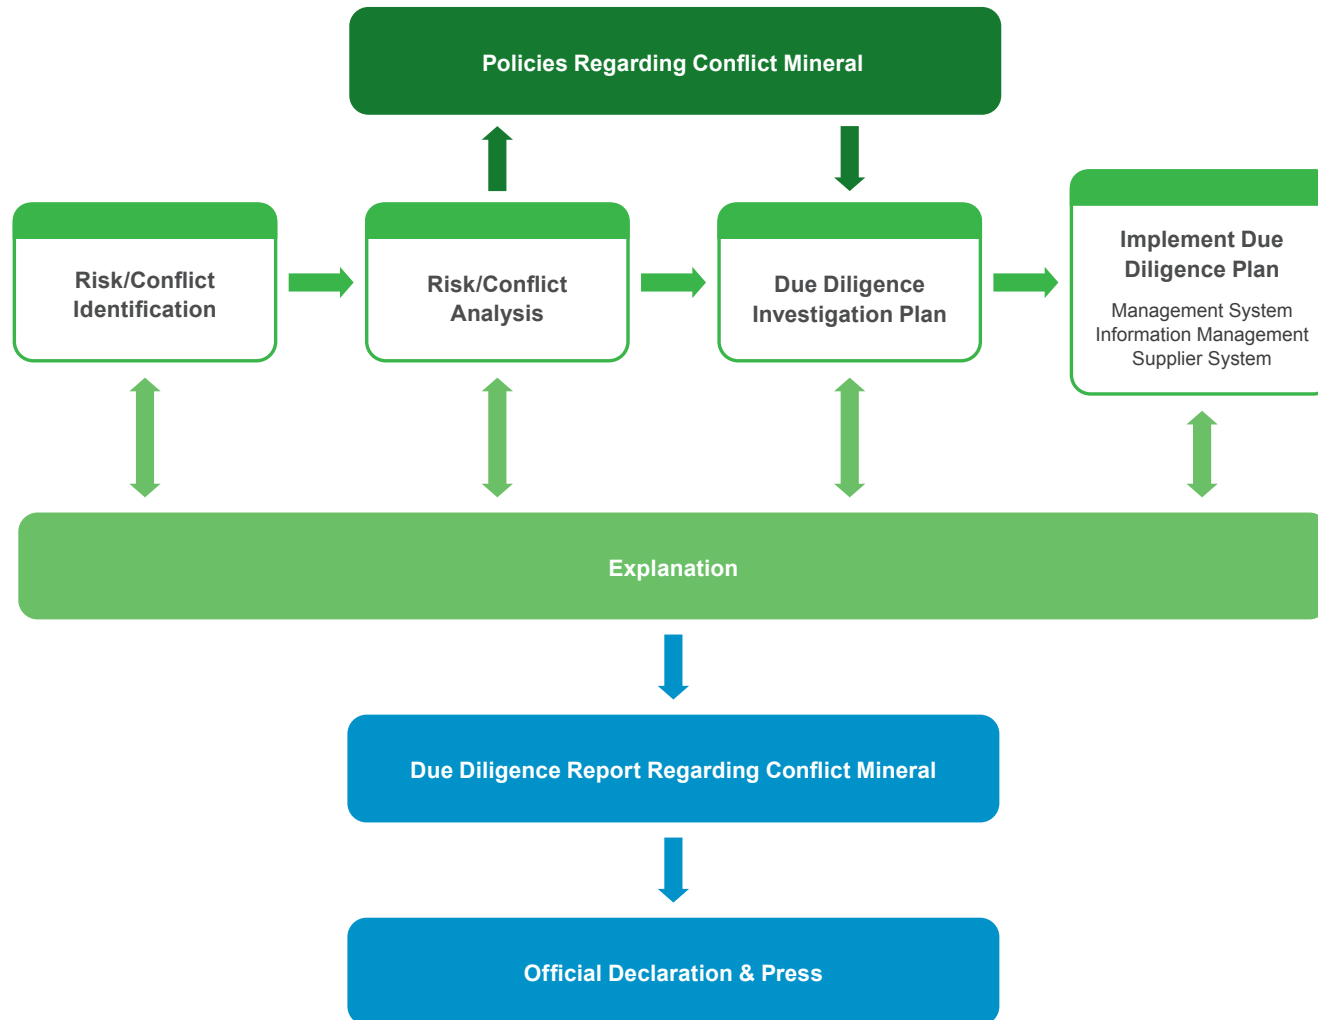 Policies Regarding Conflict Mineral
Risk/Conflict
Identification
Risk/Conflict
Analysis
Due Diligence
Investigation Plan
Implement Due
Diligence Plan
Management System
Information Management
Supplier System
Explanation
Due Diligence Report Regarding Conflict Mineral
Official Declaration & Press